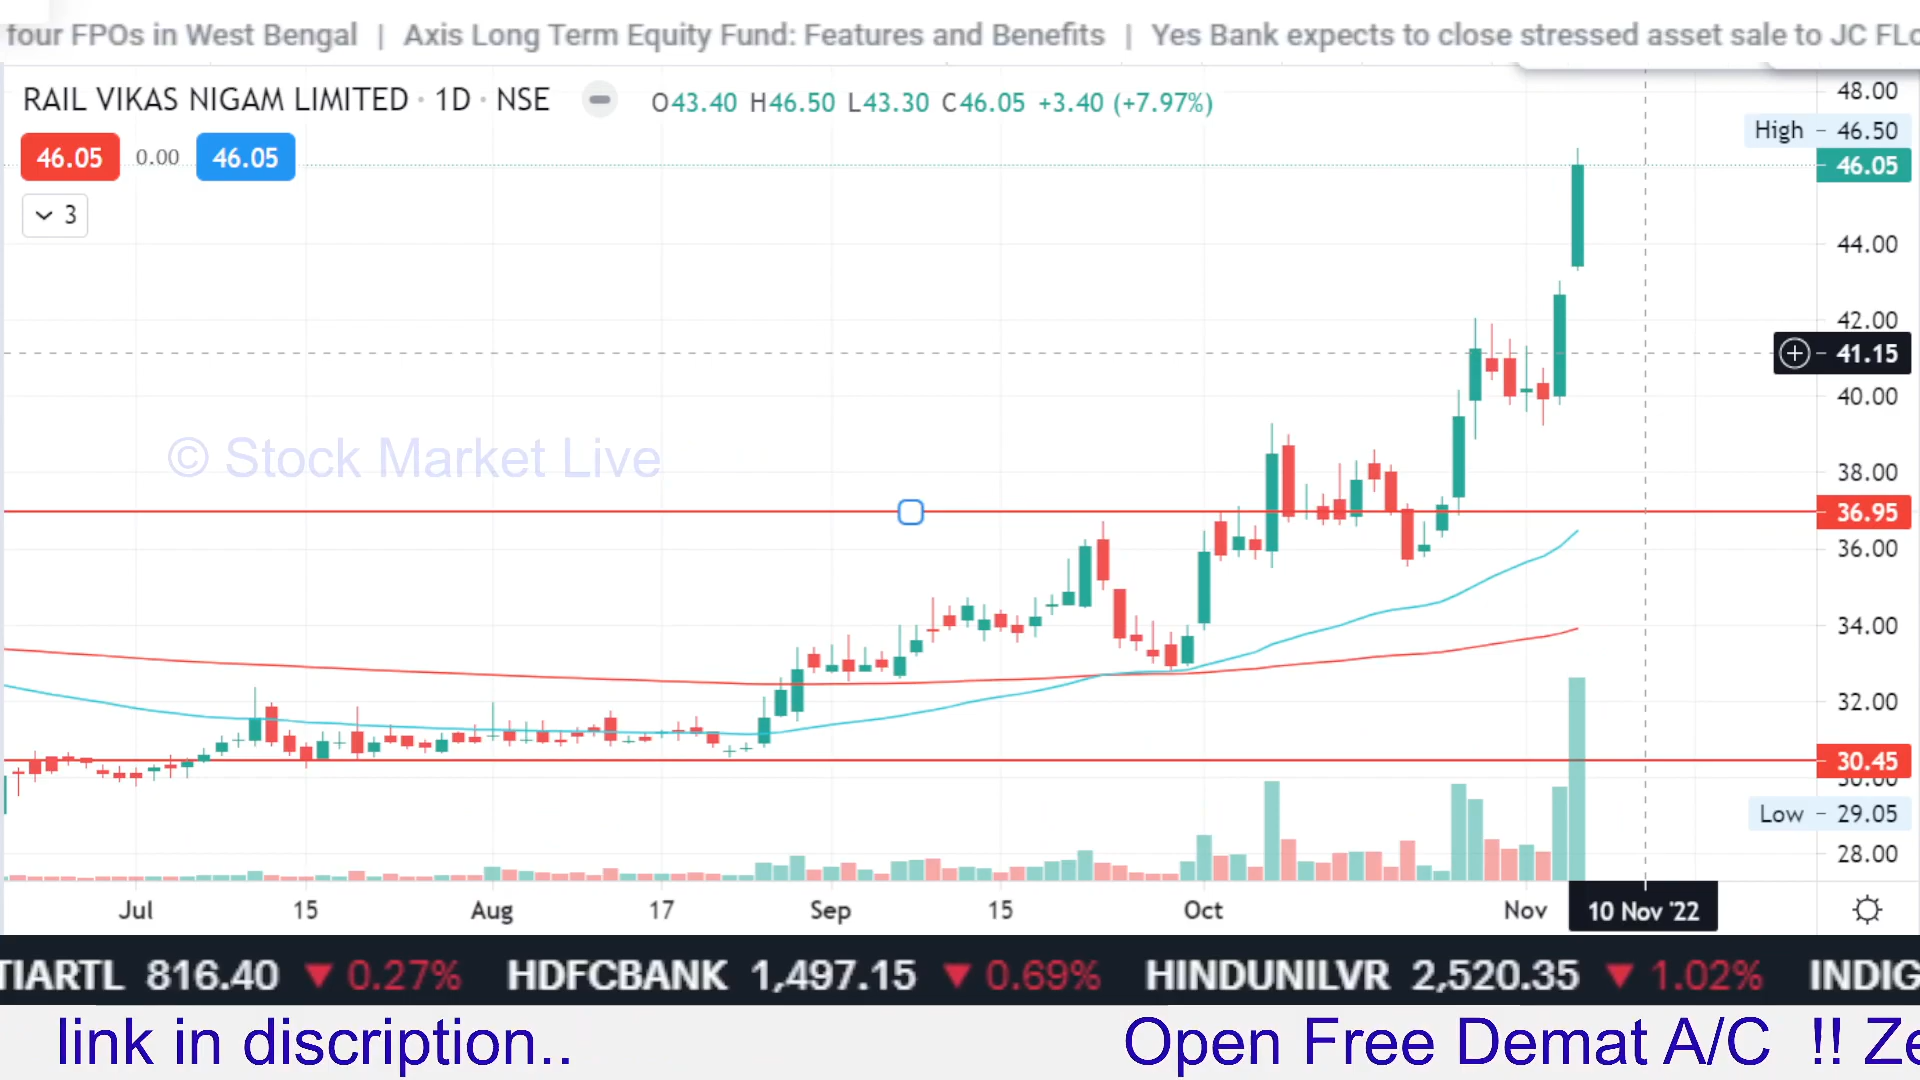 four FPOs in West Bengal | Axis Long Term Equity Fund: Features and Benefits | Yes Bank expects to close stressed asset sale to JC FLo
RAIL VIKAS NIGAM LIMITED · 1D · NSE O43.40 H46.50 L43.30 C46.05 +3.40 (+7.97%)
46.05 0.00 46.05
3
48.00
High 46.50
46.05
44.00
42.00
41.15
40.00
38.00
36.95
36.00
34.00
32.00
30.45
30.00
Low 29.05
28.00
© Stock Market Live
Jul 15 Aug 17 Sep 15 Oct Nov 10 Nov '22
TIARTL 816.40 ▼ 0.27% HDFCBANK 1,497.15 ▼ 0.69% HINDUNILVR 2,520.35 ▼ 1.02% INDIG
link in discription.. Open Free Demat A/C !! Ze